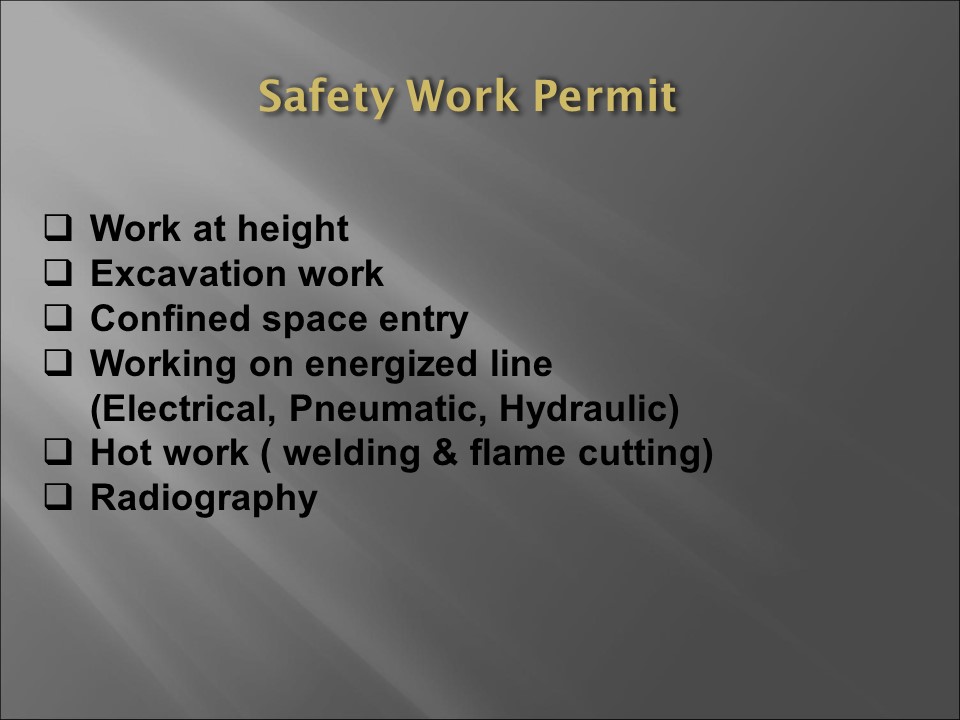 Safety Work Permit
❑ Work at height
❑ Excavation work
❑ Confined space entry
❑ Working on energized line
(Electrical, Pneumatic, Hydraulic)
❑ Hot work ( welding & flame cutting)
❑ Radiography